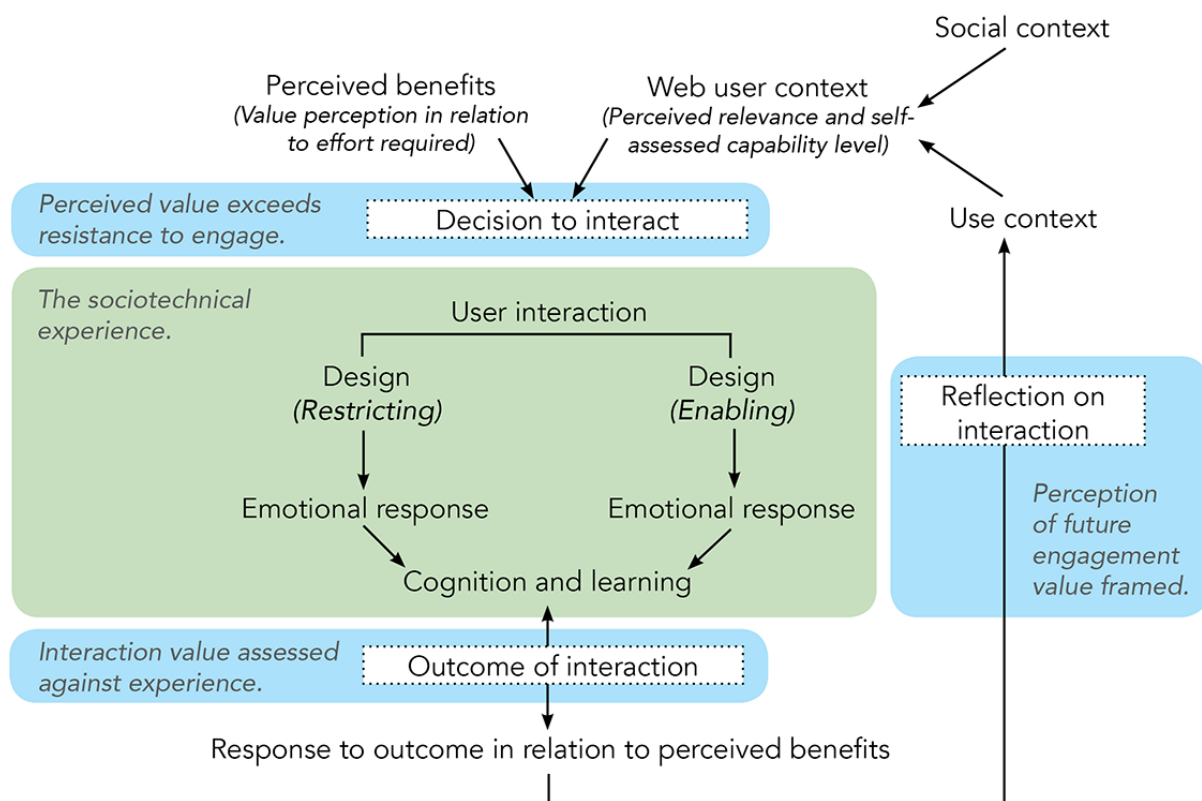 Social context
Perceived benefits
(Value perception in relation
to effort required)
Web user context
(Perceived relevance and self-
assessed capability level)
Perceived value exceeds
resistance to engage.
Decision to interact
Use context
The sociotechnical
experience.
User interaction
Design
(Restricting)
Design
(Enabling)
Emotional response
Emotional response
Cognition and learning
Reflection on
interaction
Perception
of future
engagement
value framed.
Interaction value assessed
against experience.
Outcome of interaction
Response to outcome in relation to perceived benefits